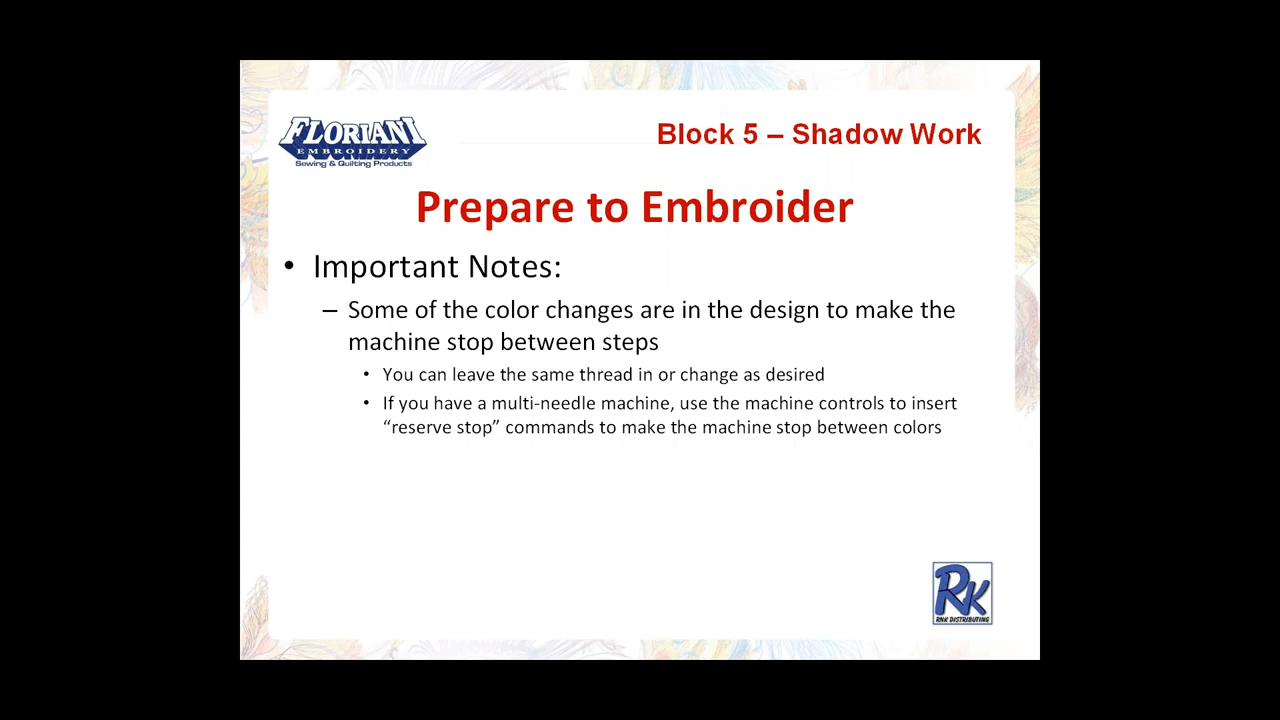 FLORIANI
EMBROIDERY
Sewing & Quilting Products
Block 5 – Shadow Work
Prepare to Embroider
• Important Notes:
– Some of the color changes are in the design to make the
machine stop between steps
• You can leave the same thread in or change as desired
• If you have a multi-needle machine, use the machine controls to insert
“reserve stop” commands to make the machine stop between colors
RK
RNK DISTRIBUTING